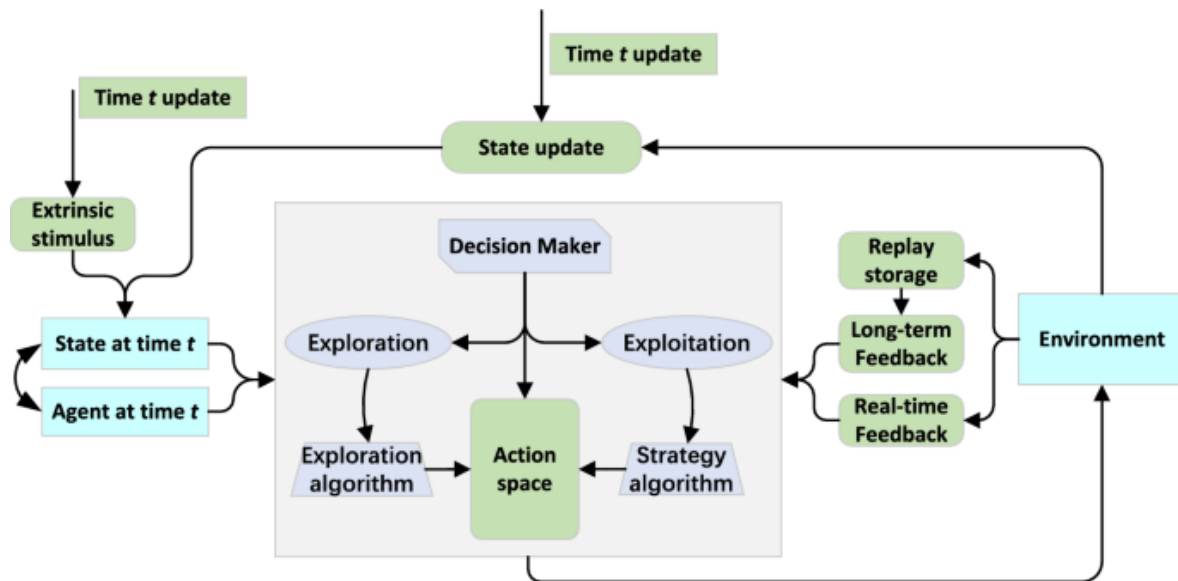 Time t update
Time t update
State update
Extrinsic
stimulus
Decision Maker
Replay
storage
State at time t
Exploration
Exploitation
Long-term
Feedback
Environment
Agent at time t
Real-time
Feedback
Exploration
algorithm
Action
space
Strategy
algorithm